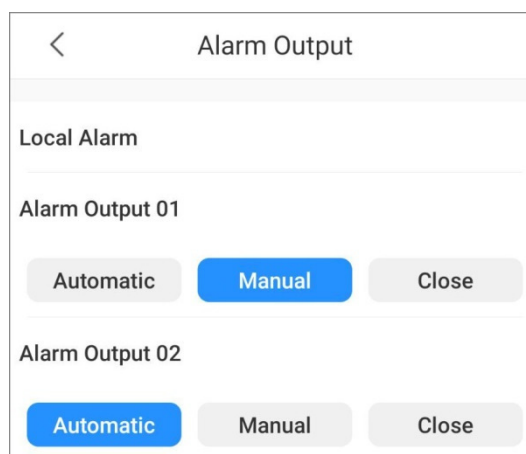 Alarm Output
Local Alarm
Alarm Output 01
Automatic Manual Close
Alarm Output 02
Automatic Manual Close